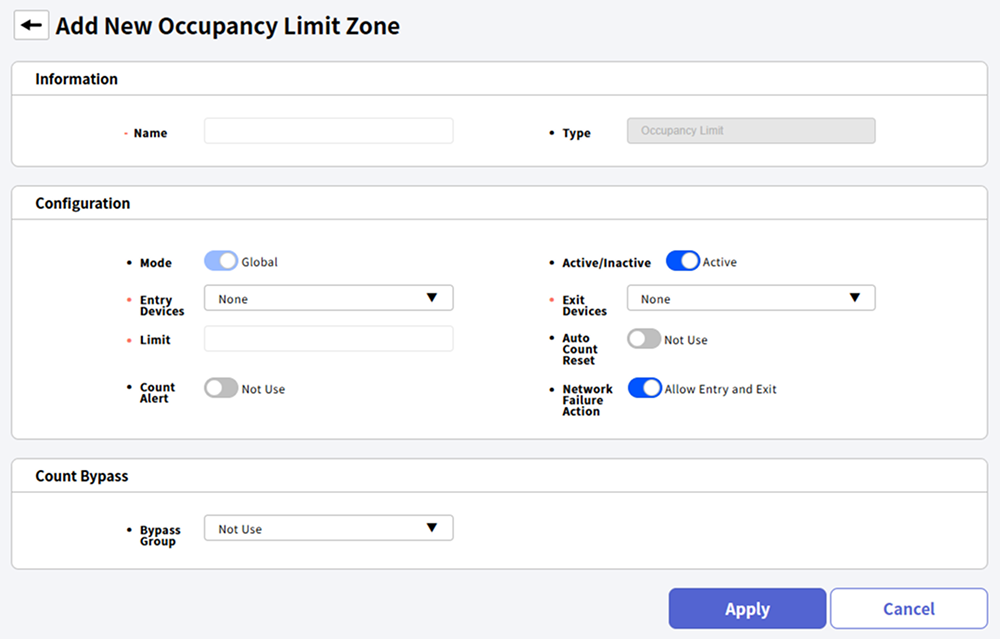 Add New Occupancy Limit Zone
Information
Name
Type
Occupancy Limit
Configuration
Mode
Global
Active/Inactive
Active
Entry
Devices
None
Exit
Devices
None
Limit
Auto
Count
Reset
Not Use
Count
Alert
Not Use
Network
Failure
Action
Allow Entry and Exit
Count Bypass
Bypass
Group
Not Use
Apply
Cancel